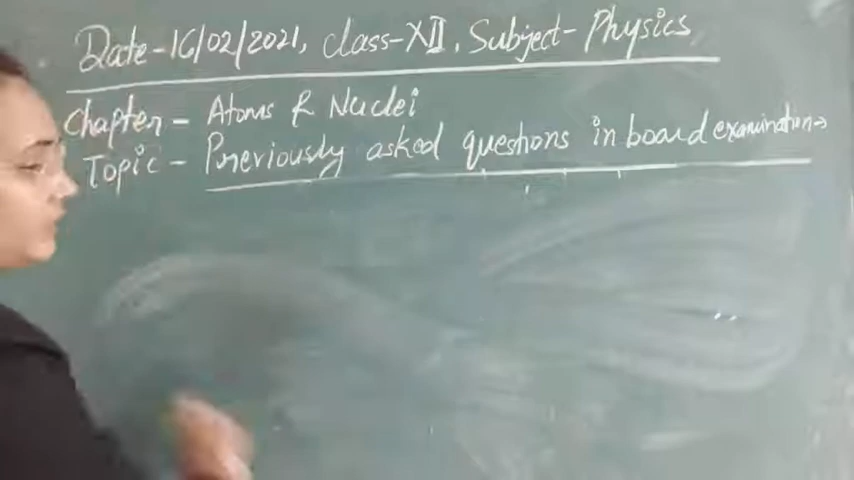 Date-16/02/2021, class-XII, Subject- Physics
Chapter - Atoms & Nuclei
Topic - Previously asked questions in board examinations